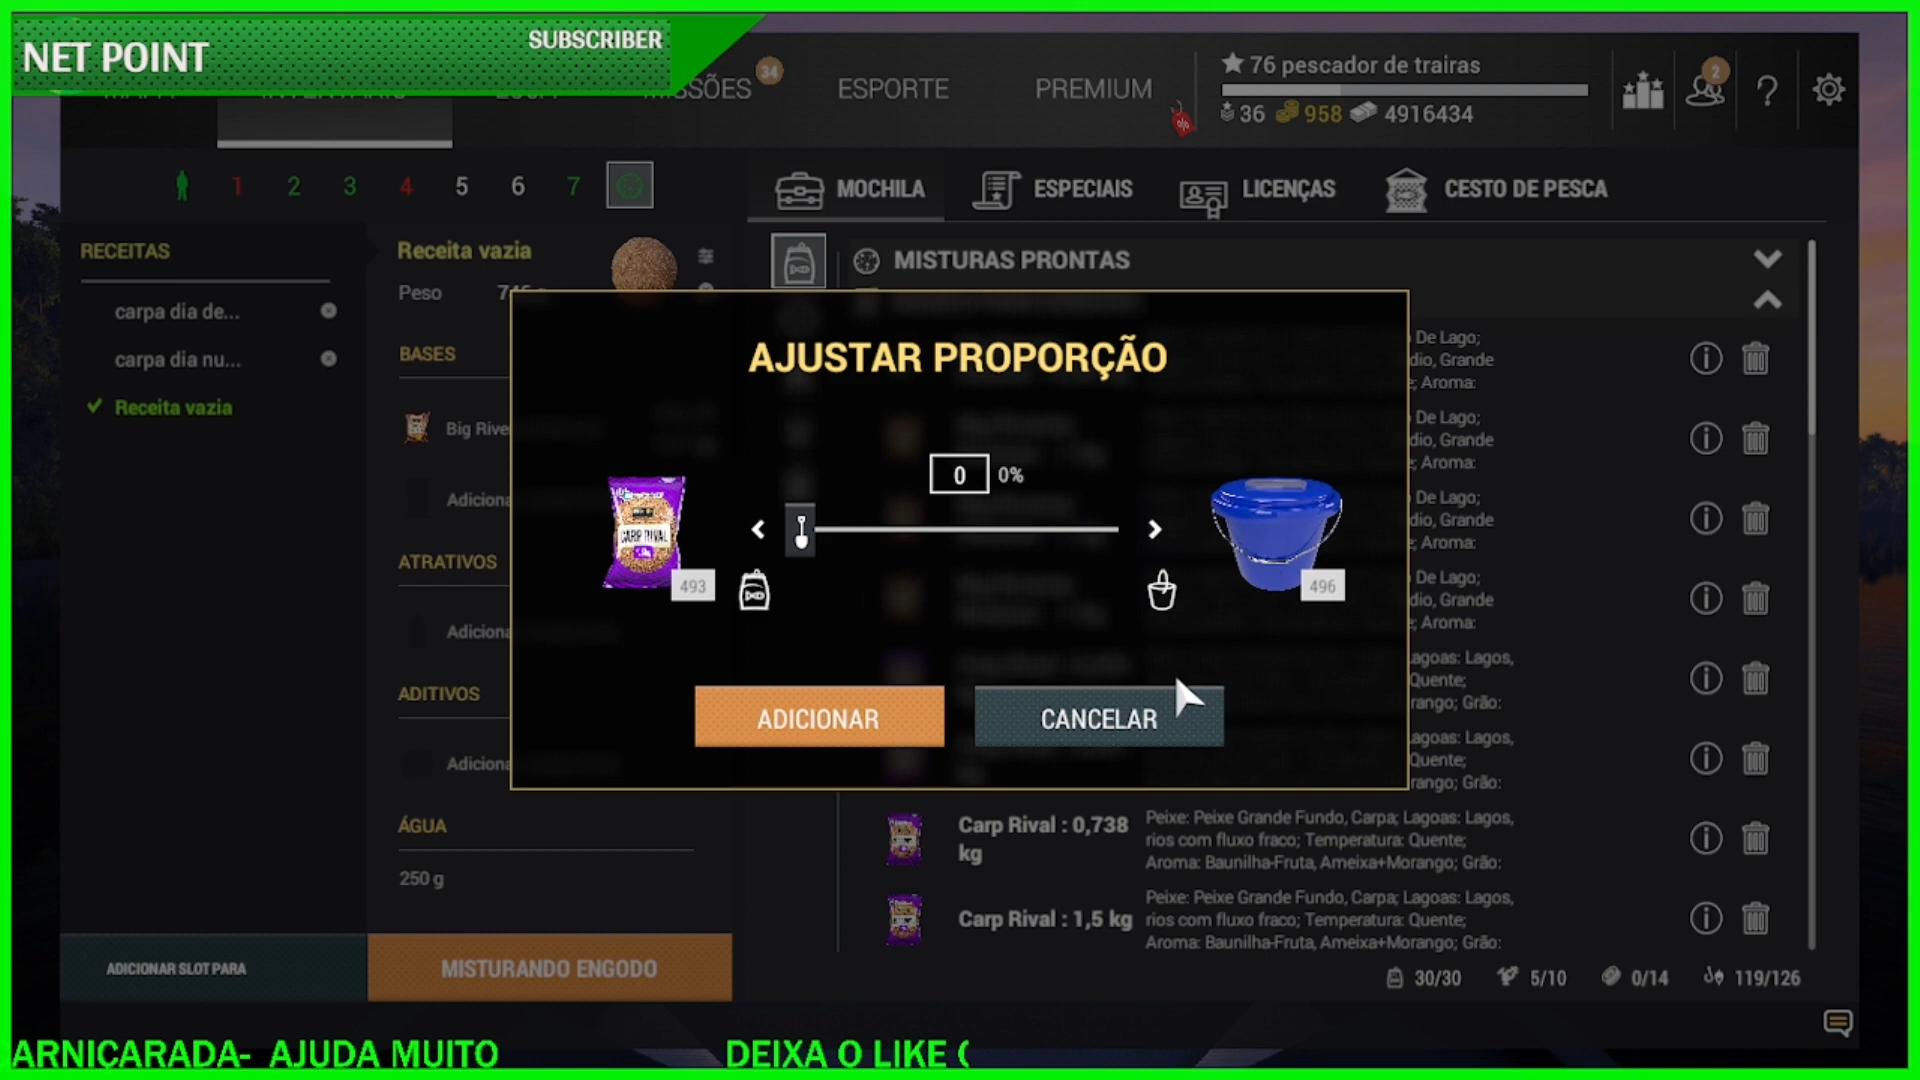 NET POINT
SUBSCRIBER
34
ESPORTE
PREMIUM
76 pescador de trairas
36 958 4916434
2
?
1 2 3 4 5 6 7
MOCHILA
ESPECIAIS
LICENÇAS
CESTO DE PESCA
RECEITAS
carpa dia de...
carpa dia nu...
Receita vazia
Receita vazia
Peso
BASES
Big Rive
Adiciona
ATRATIVOS
Adiciona
ADITIVOS
Adiciona
ÁGUA
250 g
ADICIONAR SLOT PARA
MISTURANDO ENGODO
MISTURAS PRONTAS
AJUSTAR PROPORÇÃO
0 0%
CARP RIVAL
493
496
ADICIONAR
CANCELAR
De Lago;
dio, Grande
; Aroma:
De Lago;
dio, Grande
; Aroma:
De Lago;
dio, Grande
; Aroma:
De Lago;
dio, Grande
; Aroma:
agoas: Lagos,
Quente;
rango; Grão:
agoas: Lagos,
Quente;
rango; Grão:
Carp Rival : 0,738 kg
Peixe: Peixe Grande Fundo, Carpa; Lagoas: Lagos,
rios com fluxo fraco; Temperatura: Quente;
Aroma: Baunilha-Fruta, Ameixa+Morango; Grão:
Carp Rival : 1,5 kg
Peixe: Peixe Grande Fundo, Carpa; Lagoas: Lagos,
rios com fluxo fraco; Temperatura: Quente;
Aroma: Baunilha-Fruta, Ameixa+Morango; Grão:
30/30 5/10 0/14 119/126
ARNIÇARADA- AJUDA MUITO
DEIXA O LIKE (